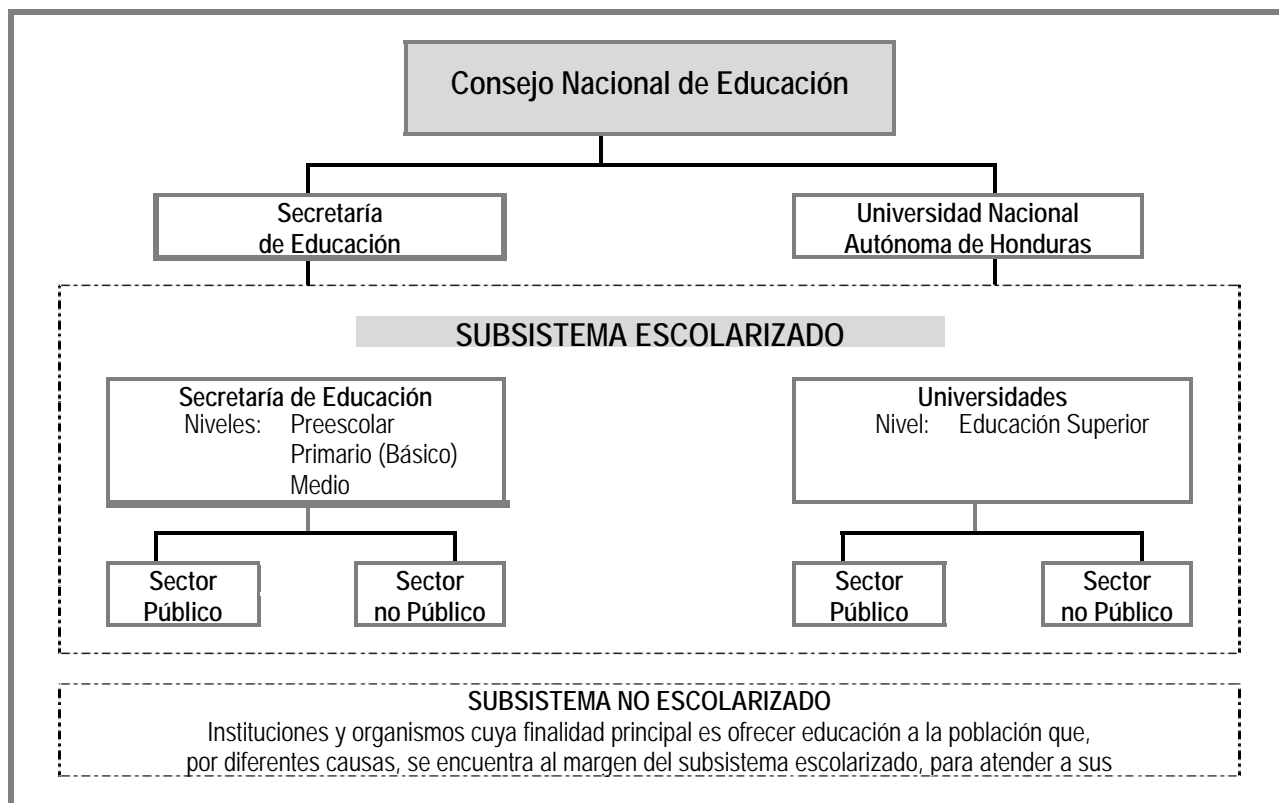 Consejo Nacional de Educación
Secretaría
de Educación
Universidad Nacional
Autónoma de Honduras
SUBSISTEMA ESCOLARIZADO
Secretaría de Educación
Niveles: Preescolar
Primario (Básico)
Medio
Universidades
Nivel: Educación Superior
Sector
Público
Sector
no Público
Sector
Público
Sector
no Público
SUBSISTEMA NO ESCOLARIZADO
Instituciones y organismos cuya finalidad principal es ofrecer educación a la población que,
por diferentes causas, se encuentra al margen del subsistema escolarizado, para atender a sus